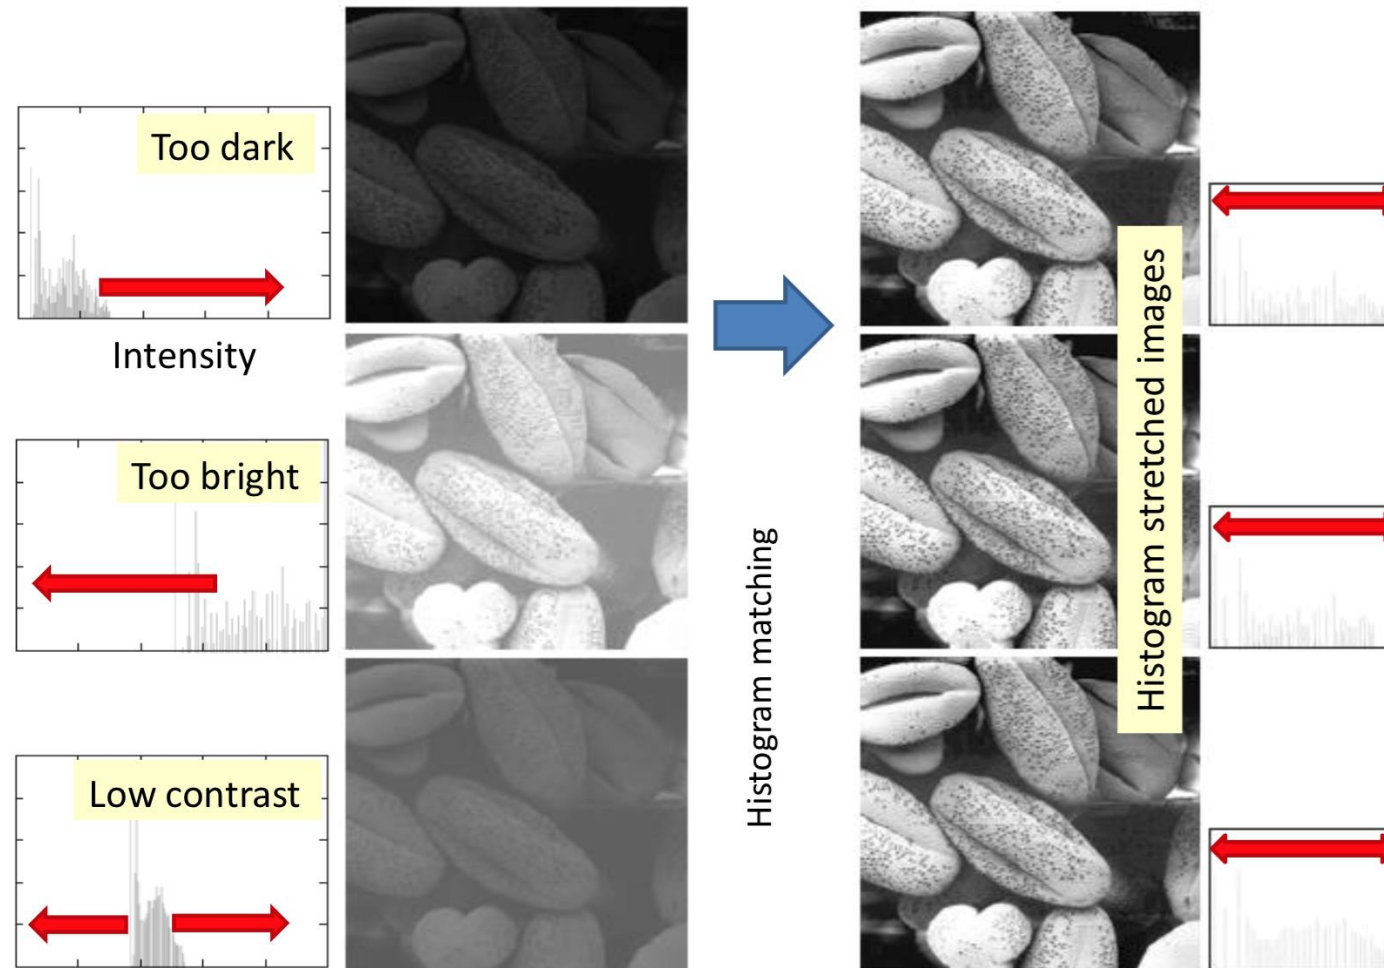 Too dark
Intensity
Too bright
Low contrast
Histogram matching
Histogram stretched images